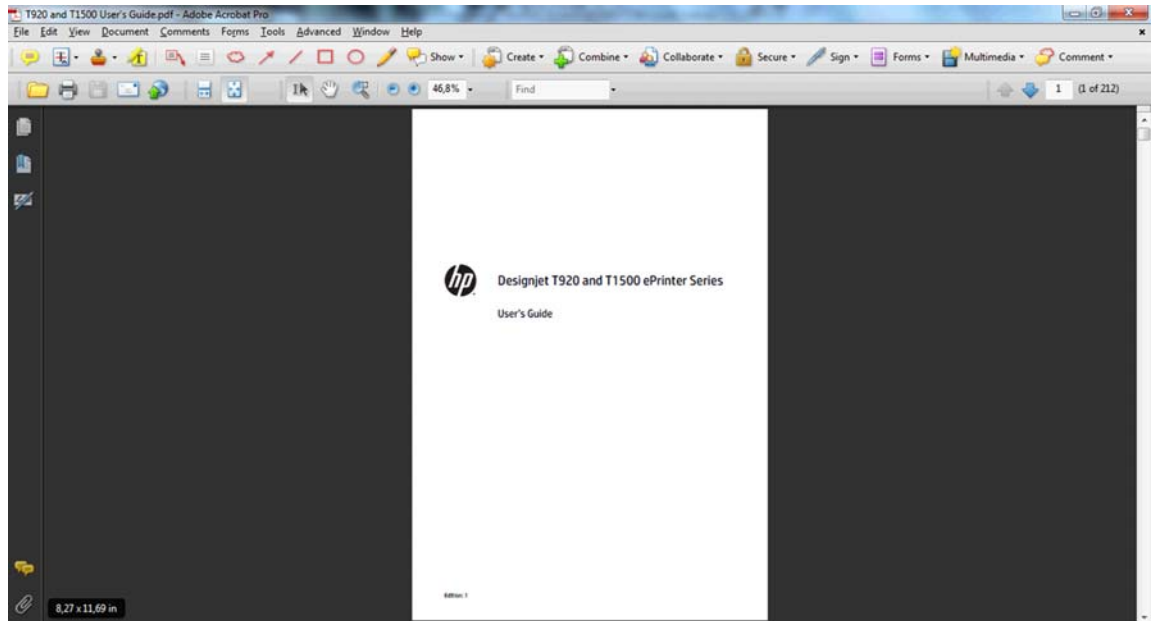 T920 and T1500 User's Guide.pdf - Adobe Acrobat Pro
File Edit View Document Comments Forms Tools Advanced Window Help
Show Create Combine Collaborate Secure Sign Forms Multimedia Comment
46,8% Find 1 (1 of 212)
hp Designjet T920 and T1500 ePrinter Series
User's Guide
Edition: 1
8,27 x 11,69 in